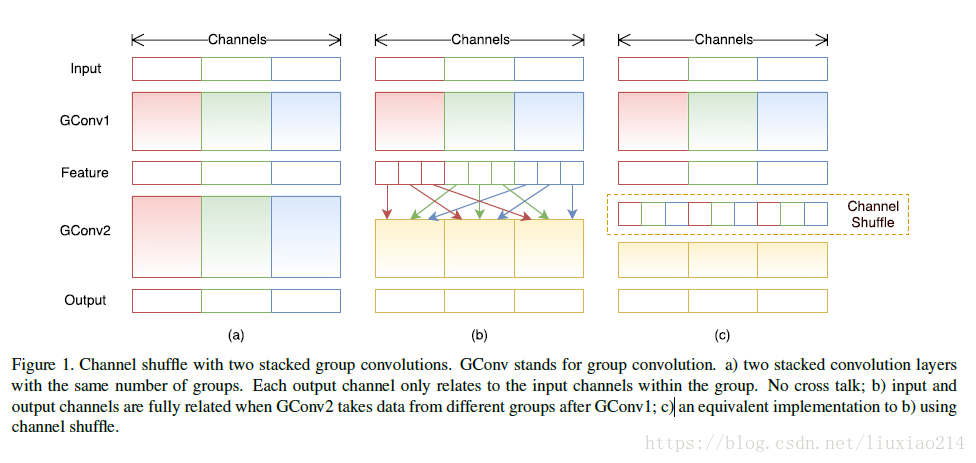 Channels Channels Channels
Input
GConv1
Feature
Channel
Shuffle
GConv2
Output
(a) (b) (c)
Figure 1. Channel shuffle with two stacked group convolutions. GConv stands for group convolution. a) two stacked convolution layers
with the same number of groups. Each output channel only relates to the input channels within the group. No cross talk; b) input and
output channels are fully related when GConv2 takes data from different groups after GConv1; c) an equivalent implementation to b) using
channel shuffle.
https://blog.csdn.net/liuxiao214